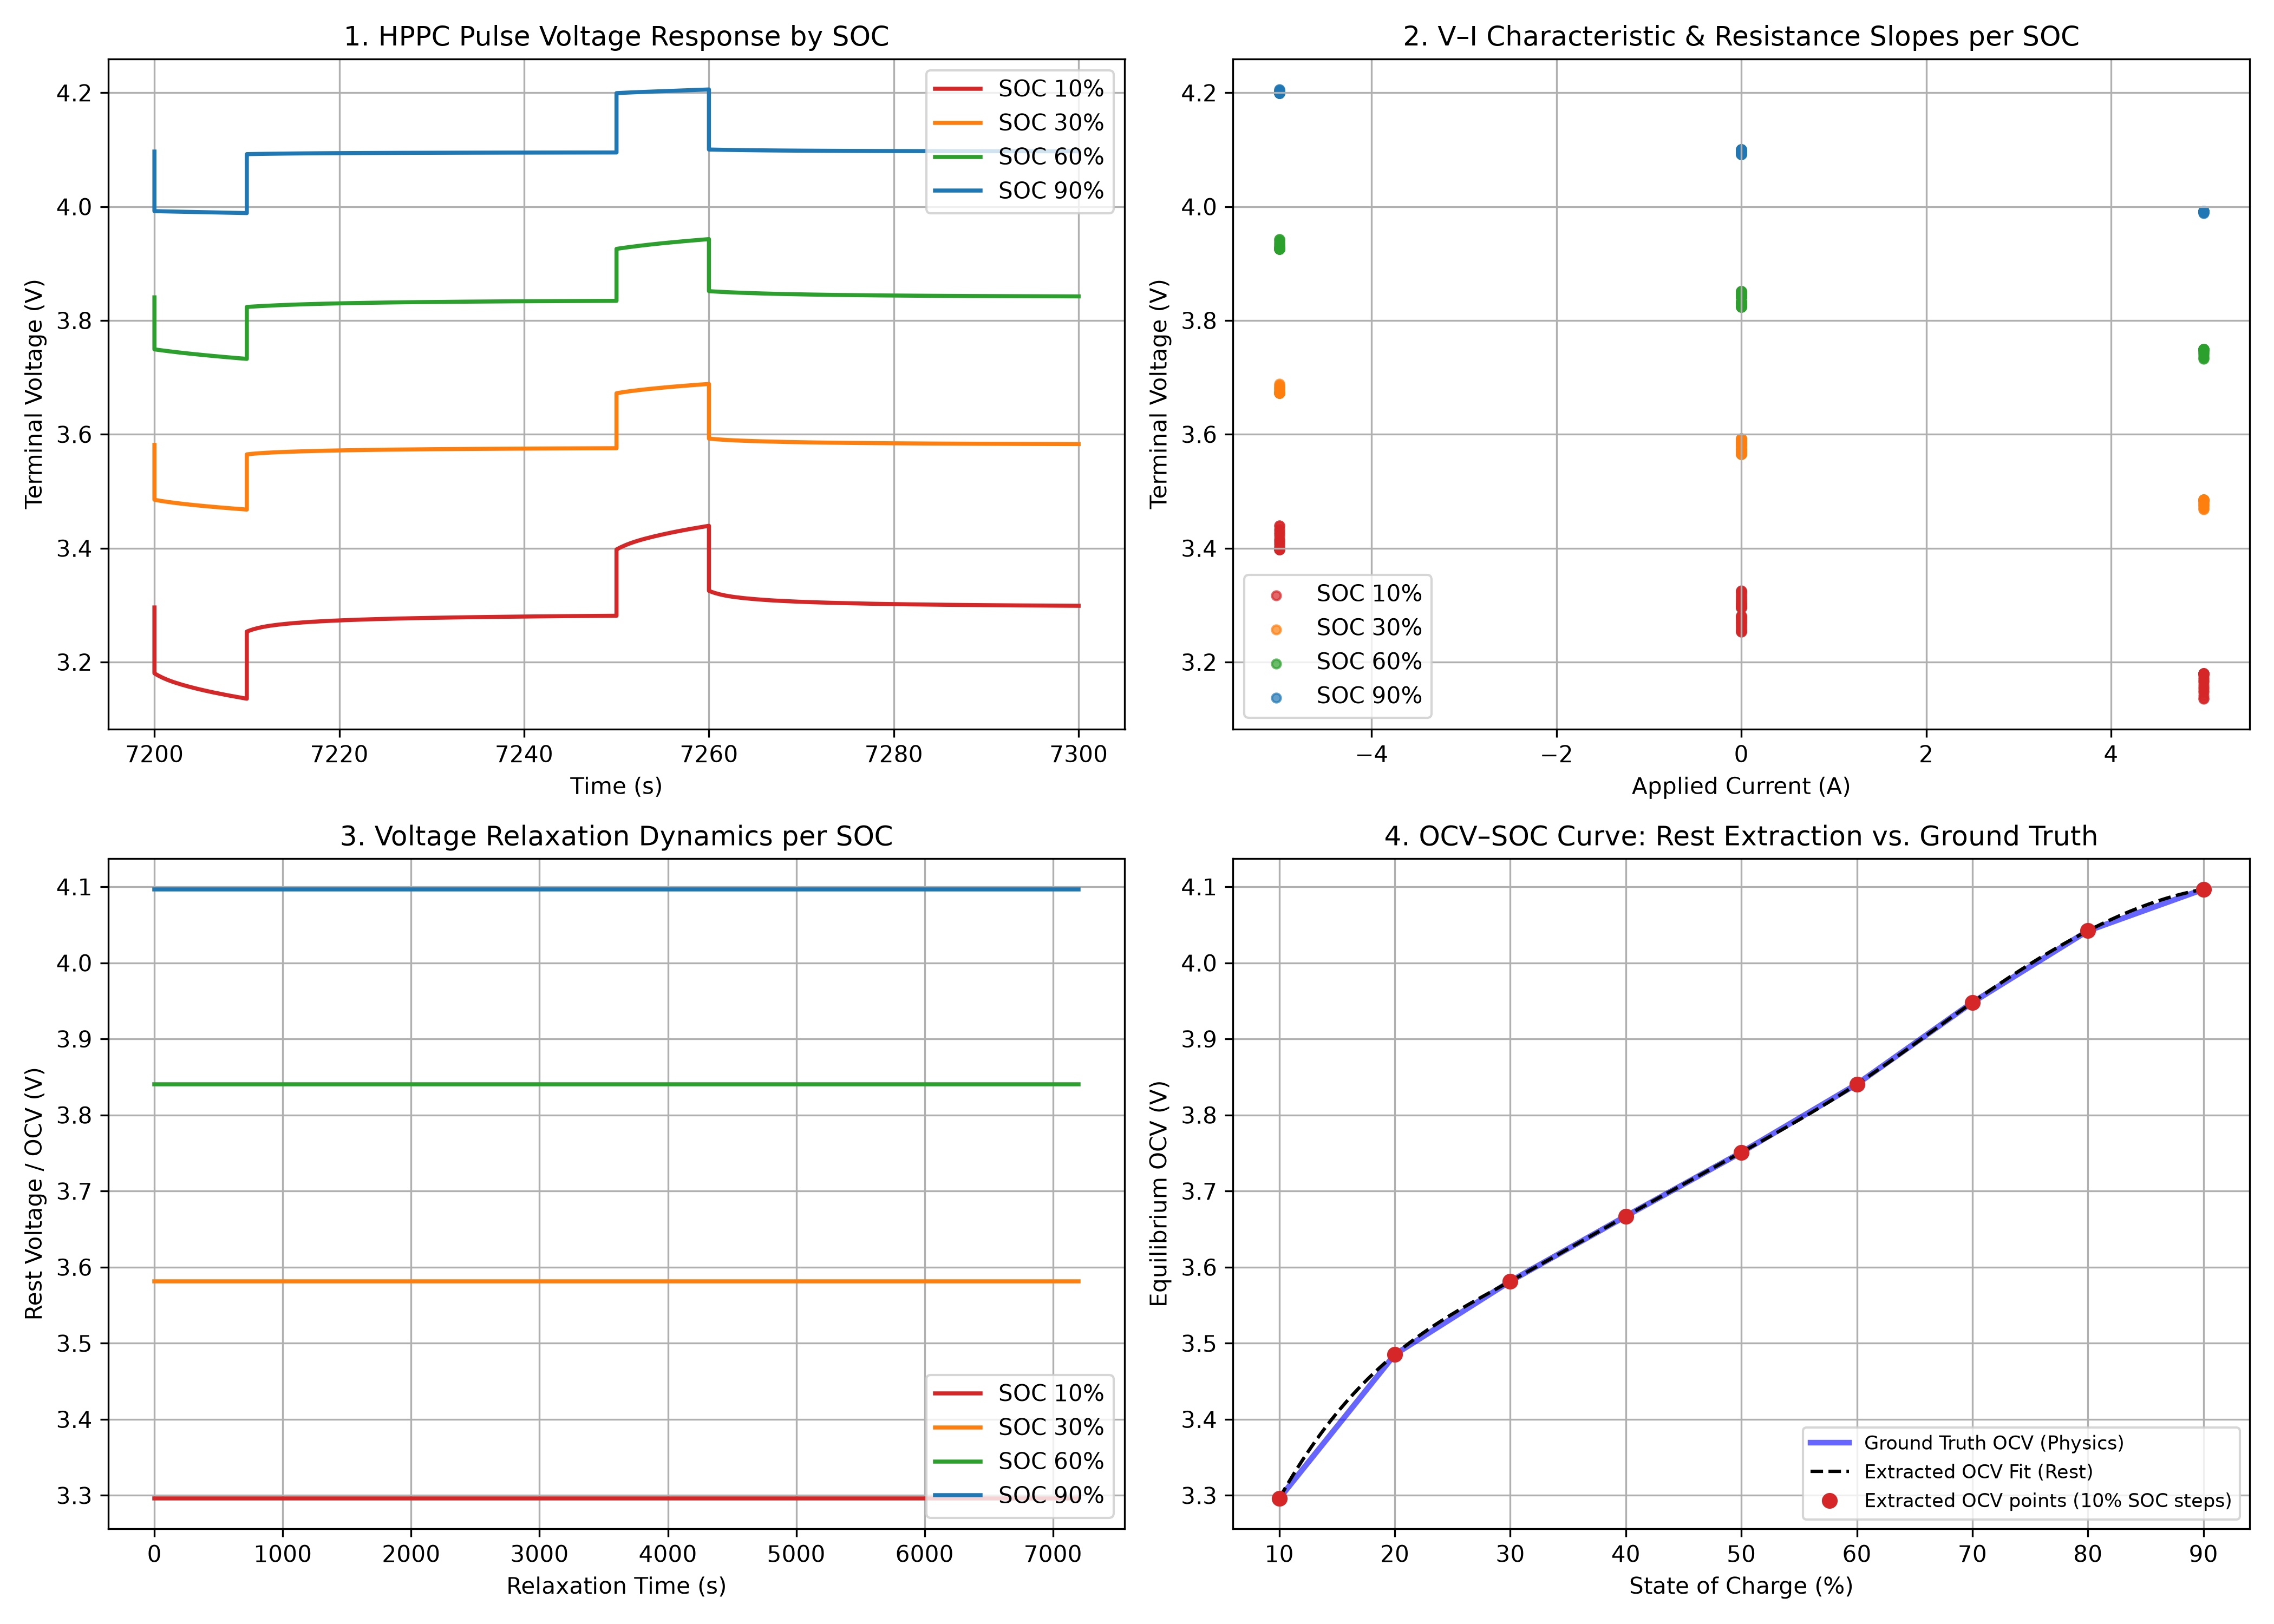 1. HPPC Pulse Voltage Response by SOC
Terminal Voltage (V)
4.2
4.0
3.8
3.6
3.4
3.2
SOC 10%
SOC 30%
SOC 60%
SOC 90%
7200
7220
7240
7260
7280
7300
Time (s)
2. V–I Characteristic & Resistance Slopes per SOC
Terminal Voltage (V)
4.2
4.0
3.8
3.6
3.4
3.2
SOC 10%
SOC 30%
SOC 60%
SOC 90%
−4
−2
0
2
4
Applied Current (A)
3. Voltage Relaxation Dynamics per SOC
Rest Voltage / OCV (V)
4.1
4.0
3.9
3.8
3.7
3.6
3.5
3.4
3.3
SOC 10%
SOC 30%
SOC 60%
SOC 90%
0
1000
2000
3000
4000
5000
6000
7000
Relaxation Time (s)
4. OCV–SOC Curve: Rest Extraction vs. Ground Truth
Equilibrium OCV (V)
4.1
4.0
3.9
3.8
3.7
3.6
3.5
3.4
3.3
Ground Truth OCV (Physics)
Extracted OCV Fit (Rest)
Extracted OCV points (10% SOC steps)
10
20
30
40
50
60
70
80
90
State of Charge (%)